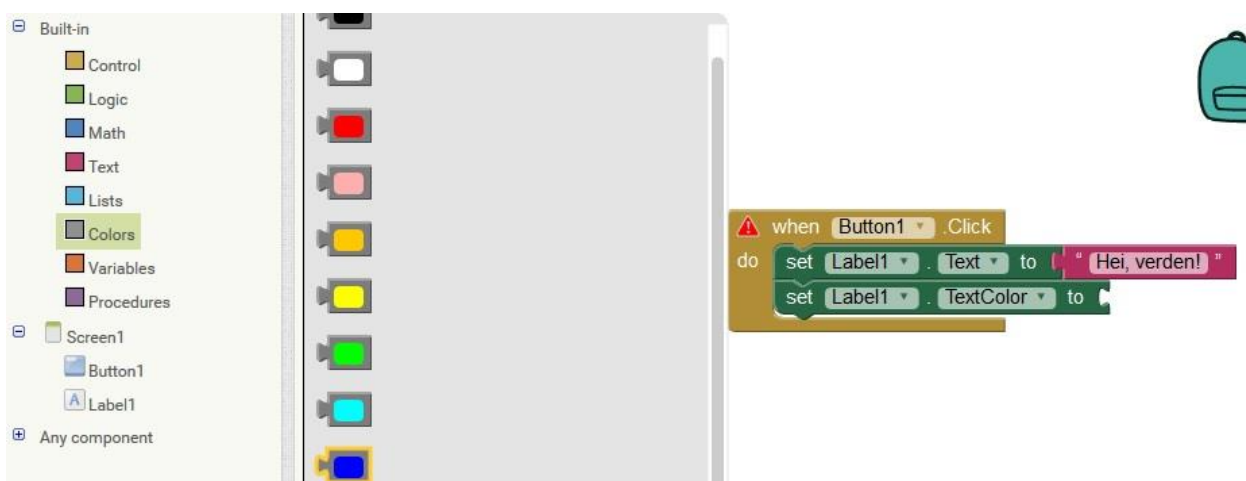 Built-in
Control
Logic
Math
Text
Lists
Colors
Variables
Procedures
Screen1
Button1
A Label1
Any component
when Button1 .Click
do set Label1 . Text to " Hei, verden! "
set Label1 . TextColor to